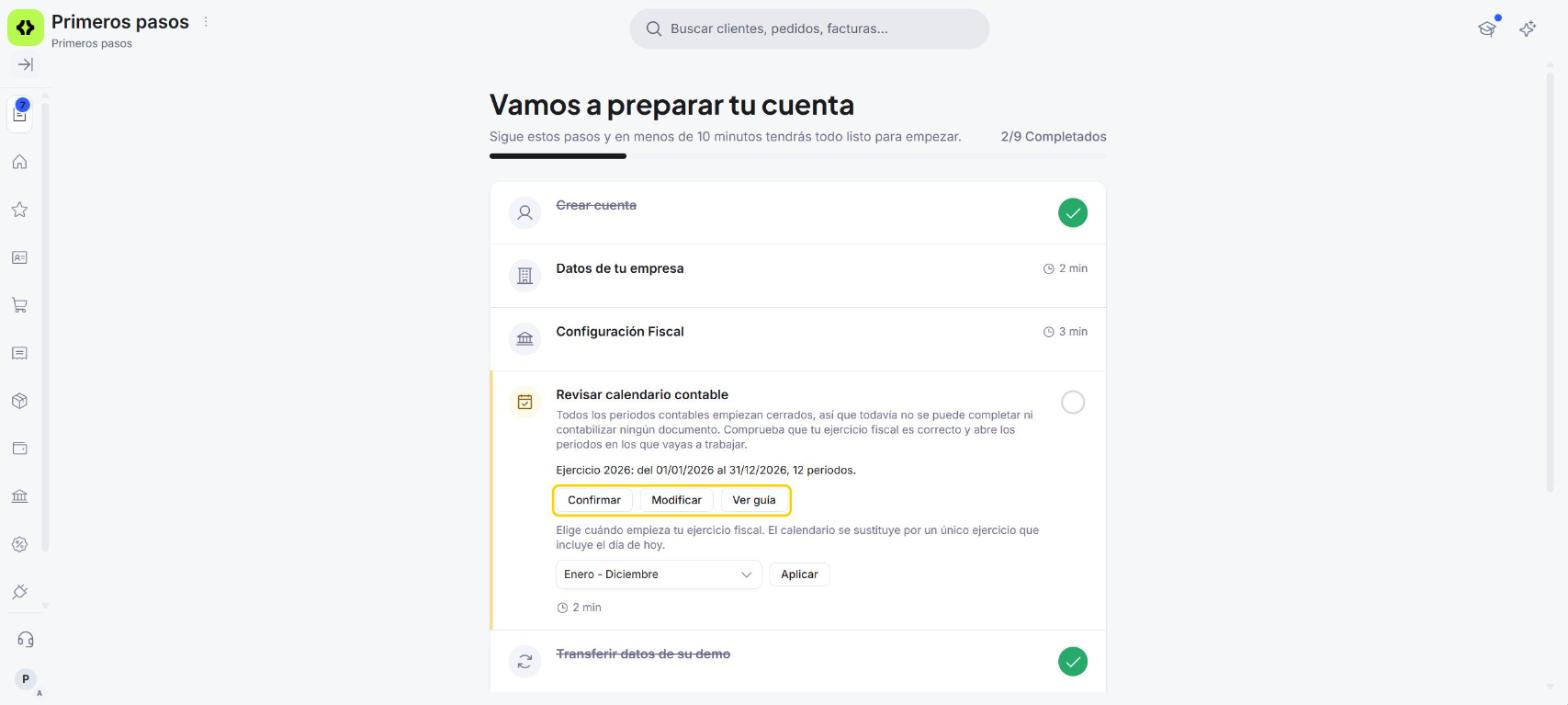 Primeros pasos
Primeros pasos
Buscar clientes, pedidos, facturas...
7
Vamos a preparar tu cuenta
Sigue estos pasos y en menos de 10 minutos tendrás todo listo para empezar.
2/9 Completados
Crear cuenta
Datos de tu empresa
2 min
Configuración Fiscal
3 min
Revisar calendario contable
Todos los periodos contables empiezan cerrados, así que todavía no se puede completar ni
contabilizar ningún documento. Comprueba que tu ejercicio fiscal es correcto y abre los
periodos en los que vayas a trabajar.
Ejercicio 2026: del 01/01/2026 al 31/12/2026, 12 periodos.
Confirmar
Modificar
Ver guía
Elige cuándo empieza tu ejercicio fiscal. El calendario se sustituye por un único ejercicio que
incluye el día de hoy.
Enero - Diciembre
Aplicar
2 min
Transferir datos de su demo
P
A